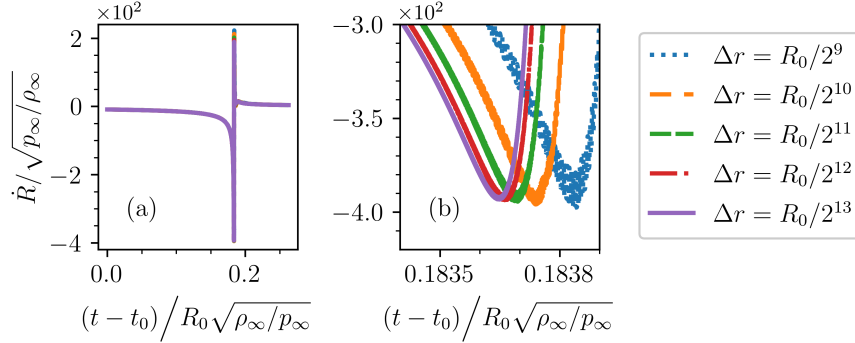 ×10²
2
0
−2
−4
Ṙ/√p∞/ρ∞
(a)
0.0
0.2
(t − t₀)/R₀√ρ∞/p∞
×10²
−3.0
−3.5
−4.0
(b)
0.1835
0.1838
(t − t₀)/R₀√ρ∞/p∞
Δr = R₀/2⁹
Δr = R₀/2¹⁰
Δr = R₀/2¹¹
Δr = R₀/2¹²
Δr = R₀/2¹³